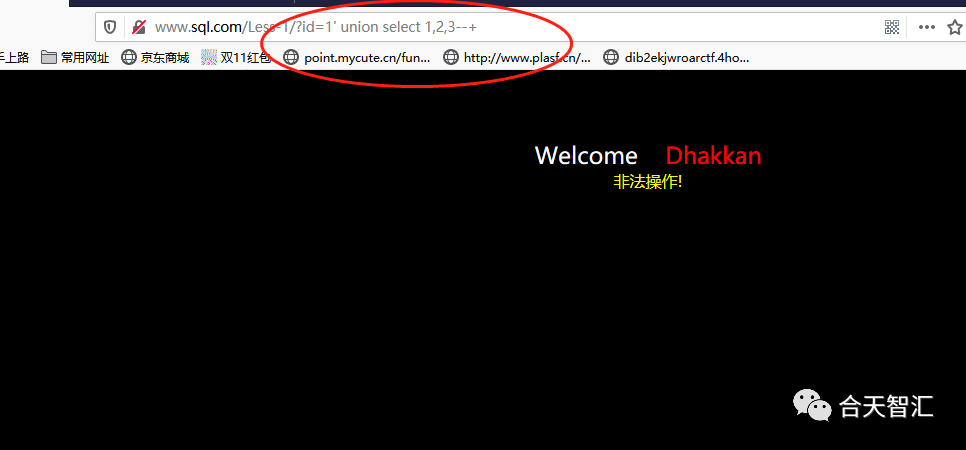 www.sql.com/Less-1/?id=1' union select 1,2,3--+
上路 常用网址 京东商城 双11红包 point.mycute.cn/fun... http://www.plasf.cn/... dib2ekjwroarctf.4ho...
Welcome Dhakkan
非法操作!
合天智汇